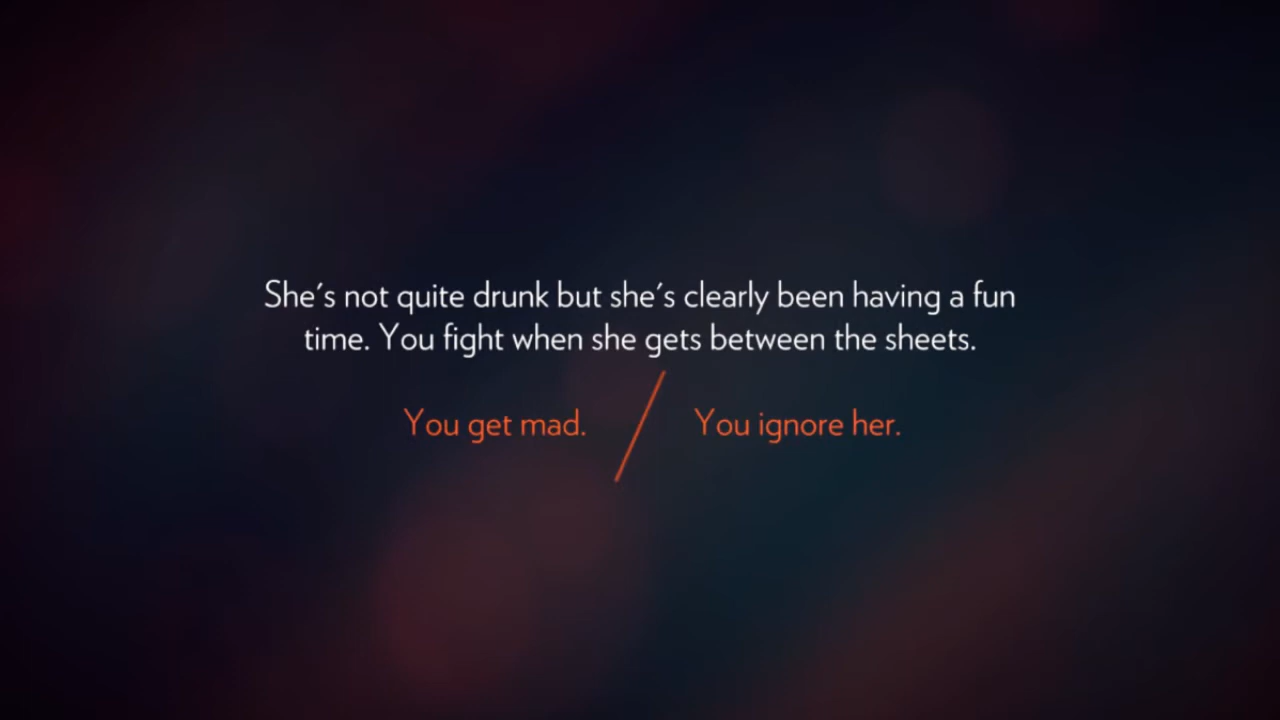 She's not quite drunk but she's clearly been having a fun
time. You fight when she gets between the sheets.
You get mad. / You ignore her.